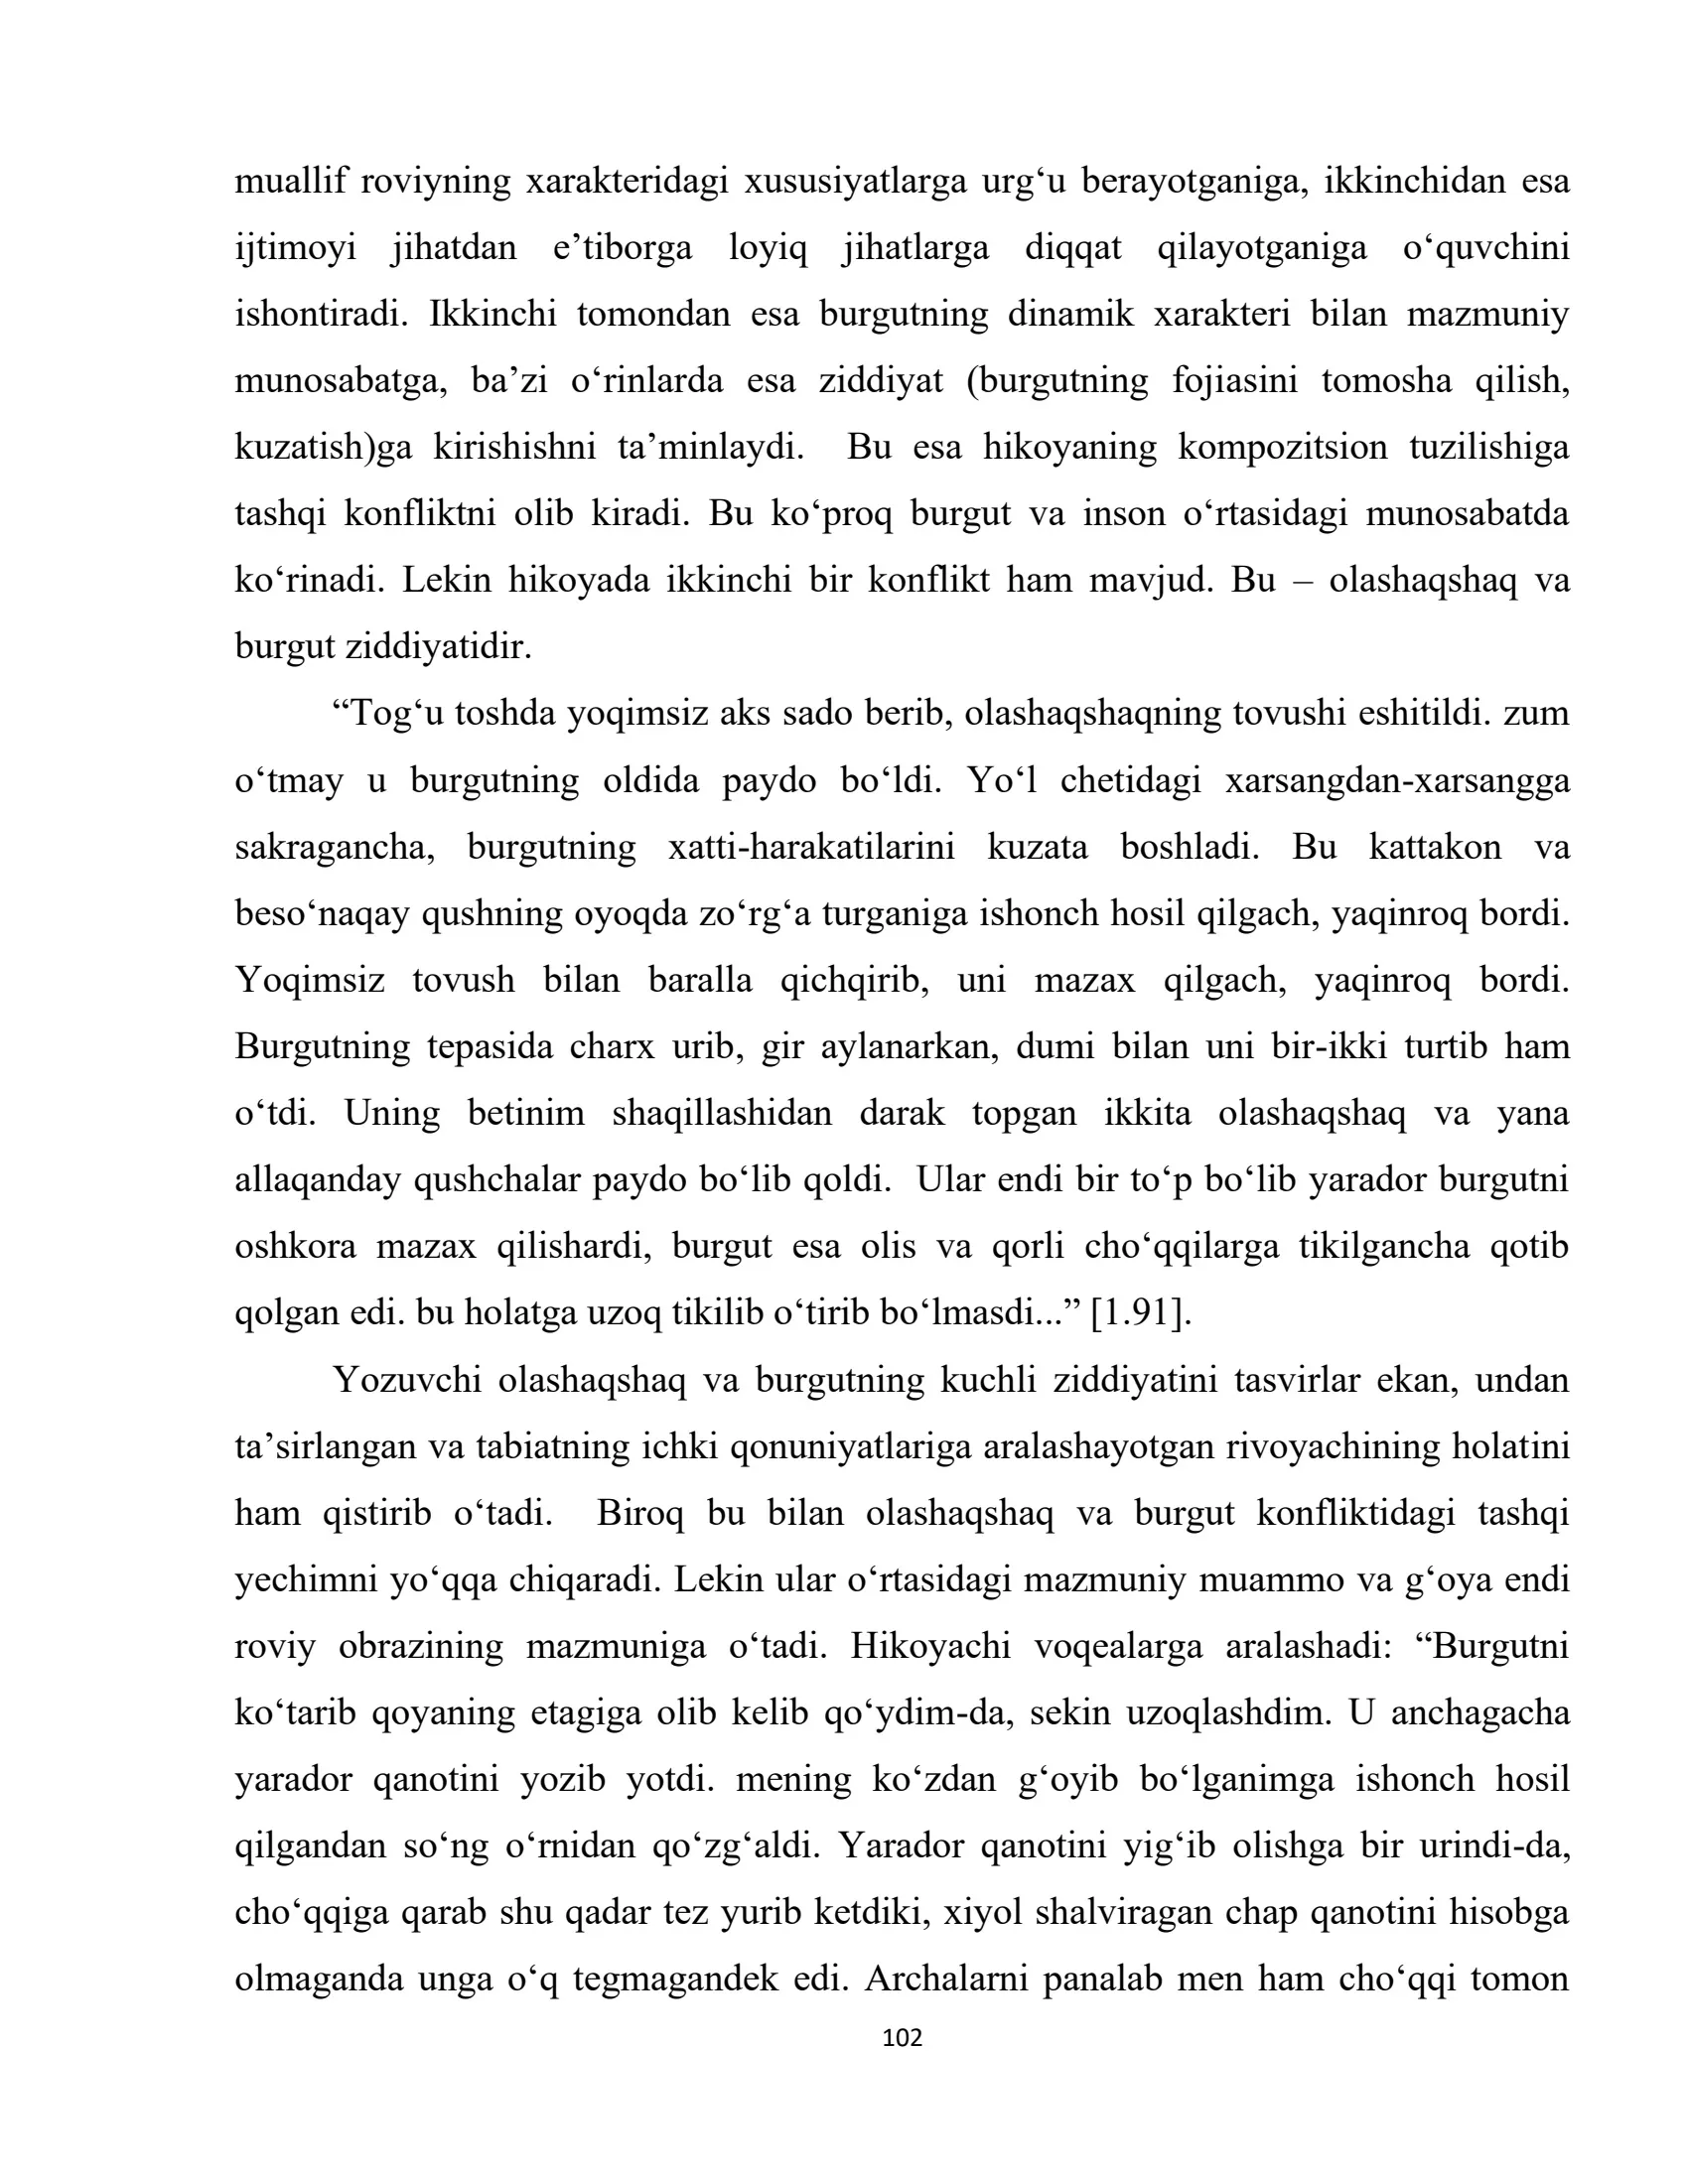 muallif roviyning xarakteridagi xususiyatlarga urg‘u berayotganiga, ikkinchidan esa
ijtimoyi jihatdan e’tiborga loyiq jihatlarga diqqat qilayotganiga o‘quvchini
ishontiradi. Ikkinchi tomondan esa burgutning dinamik xarakteri bilan mazmuniy
munosabatga, ba’zi o‘rinlarda esa ziddiyat (burgutning fojiasini tomosha qilish,
kuzatish)ga kirishishni ta’minlaydi.  Bu esa hikoyaning kompozitsion tuzilishiga
tashqi konfliktni olib kiradi. Bu ko‘proq burgut va inson o‘rtasidagi munosabatda
ko‘rinadi. Lekin hikoyada ikkinchi bir konflikt ham mavjud. Bu – olashaqshaq va
burgut ziddiyatidir.
“Tog‘u toshda yoqimsiz aks sado berib, olashaqshaqning tovushi eshitildi. zum
o‘tmay u burgutning oldida paydo bo‘ldi. Yo‘l chetidagi xarsangdan-xarsangga
sakragancha, burgutning xatti-harakatilarini kuzata boshladi. Bu kattakon va
beso‘naqay qushning oyoqda zo‘rg‘a turganiga ishonch hosil qilgach, yaqinroq bordi.
Yoqimsiz tovush bilan baralla qichqirib, uni mazax qilgach, yaqinroq bordi.
Burgutning tepasida charx urib, gir aylanarkan, dumi bilan uni bir-ikki turtib ham
o‘tdi. Uning betinim shaqillashidan darak topgan ikkita olashaqshaq va yana
allaqanday qushchalar paydo bo‘lib qoldi.  Ular endi bir to‘p bo‘lib yarador burgutni
oshkora mazax qilishardi, burgut esa olis va qorli cho‘qqilarga tikilgancha qotib
qolgan edi. bu holatga uzoq tikilib o‘tirib bo‘lmasdi...” [1.91].
Yozuvchi olashaqshaq va burgutning kuchli ziddiyatini tasvirlar ekan, undan
ta’sirlangan va tabiatning ichki qonuniyatlariga aralashayotgan rivoyachining holatini
ham qistirib o‘tadi.  Biroq bu bilan olashaqshaq va burgut konfliktidagi tashqi
yechimni yo‘qqa chiqaradi. Lekin ular o‘rtasidagi mazmuniy muammo va g‘oya endi
roviy obrazining mazmuniga o‘tadi. Hikoyachi voqealarga aralashadi: “Burgutni
ko‘tarib qoyaning etagiga olib kelib qo‘ydim-da, sekin uzoqlashdim. U anchagacha
yarador qanotini yozib yotdi. mening ko‘zdan g‘oyib bo‘lganimga ishonch hosil
qilgandan so‘ng o‘rnidan qo‘zg‘aldi. Yarador qanotini yig‘ib olishga bir urindi-da,
cho‘qqiga qarab shu qadar tez yurib ketdiki, xiyol shalviragan chap qanotini hisobga
olmaganda unga o‘q tegmagandek edi. Archalarni panalab men ham cho‘qqi tomon
102